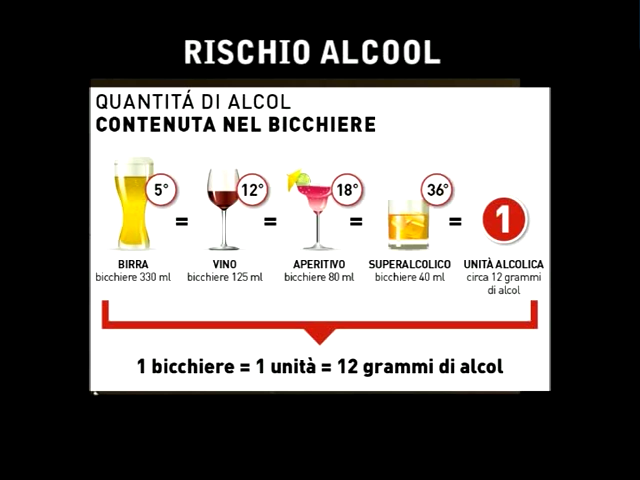 RISCHIO ALCOOL
QUANTITÁ DI ALCOL
CONTENUTA NEL BICCHIERE
5°
12°
18°
36°
= = = = 1
BIRRA
bicchiere 330 ml
VINO
bicchiere 125 ml
APERITIVO
bicchiere 80 ml
SUPERALCOLICO
bicchiere 40 ml
UNITÀ ALCOLICA
circa 12 grammi
di alcol
1 bicchiere = 1 unità = 12 grammi di alcol